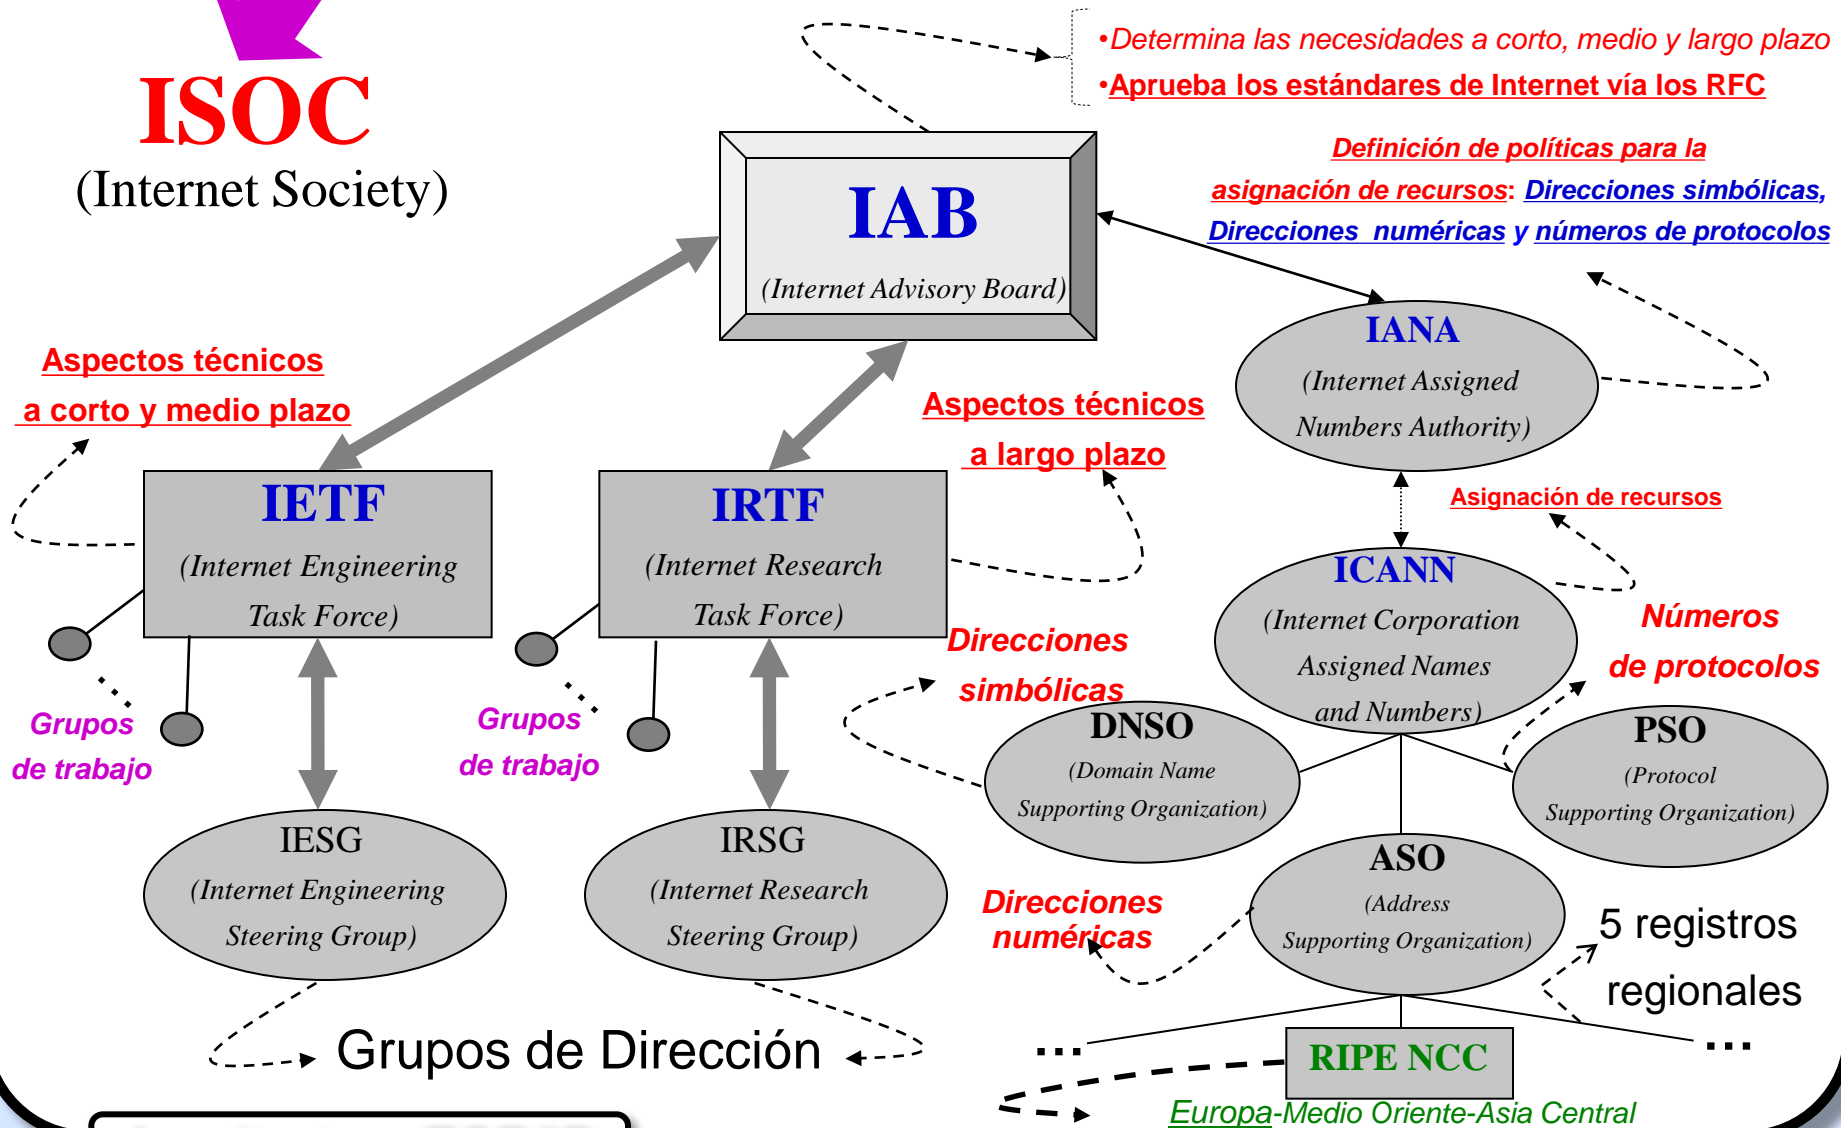 ISOC
(Internet Society)
•Determina las necesidades a corto, medio y largo plazo
•Aprueba los estándares de Internet vía los RFC
IAB
(Internet Advisory Board)
Definición de políticas para la
asignación de recursos: Direcciones simbólicas,
Direcciones numéricas y números de protocolos
IANA
(Internet Assigned
Numbers Authority)
Aspectos técnicos
a corto y medio plazo
IETF
(Internet Engineering
Task Force)
Grupos
de trabajo
Aspectos técnicos
a largo plazo
IRTF
(Internet Research
Task Force)
Grupos
de trabajo
Asignación de recursos
ICANN
(Internet Corporation
Assigned Names
and Numbers)
Direcciones
simbólicas
DNSO
(Domain Name
Supporting Organization)
Números
de protocolos
PSO
(Protocol
Supporting Organization)
IESG
(Internet Engineering
Steering Group)
IRSG
(Internet Research
Steering Group)
Grupos de Dirección
Direcciones
numéricas
ASO
(Address
Supporting Organization)
5 registros
regionales
...
RIPE NCC
...
Europa-Medio Oriente-Asia Central